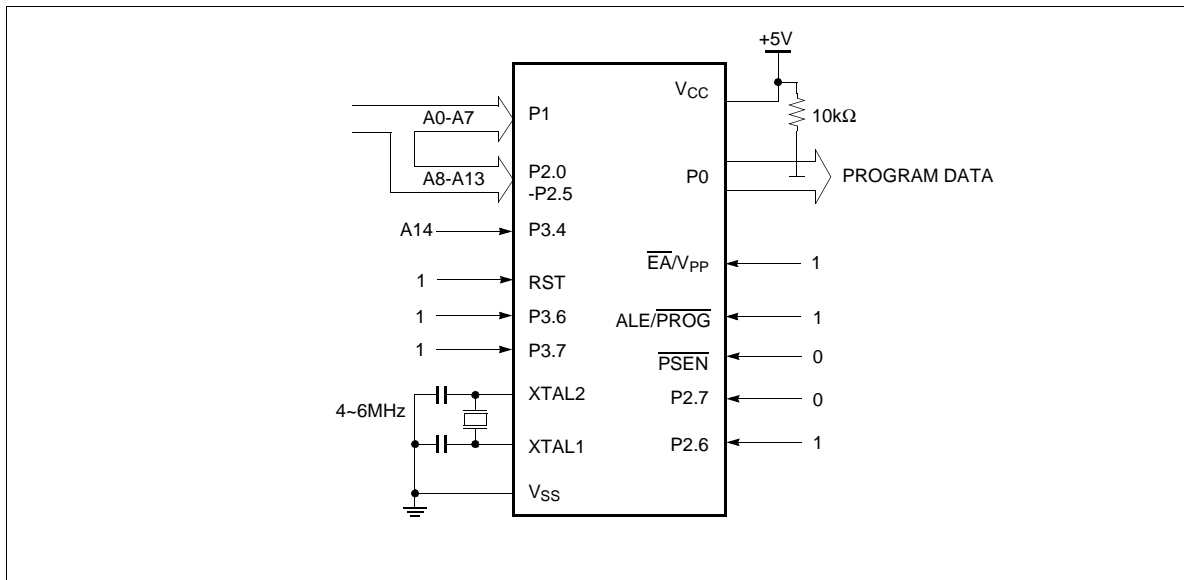 +5V
VCC
10kΩ
A0-A7
P1
P2.0
-P2.5
A8-A13
P0
PROGRAM DATA
A14
P3.4
EA/VPP
1
1
RST
1
P3.6
ALE/PROG
1
1
P3.7
PSEN
0
4~6MHz
XTAL2
P2.7
0
XTAL1
P2.6
1
VSS